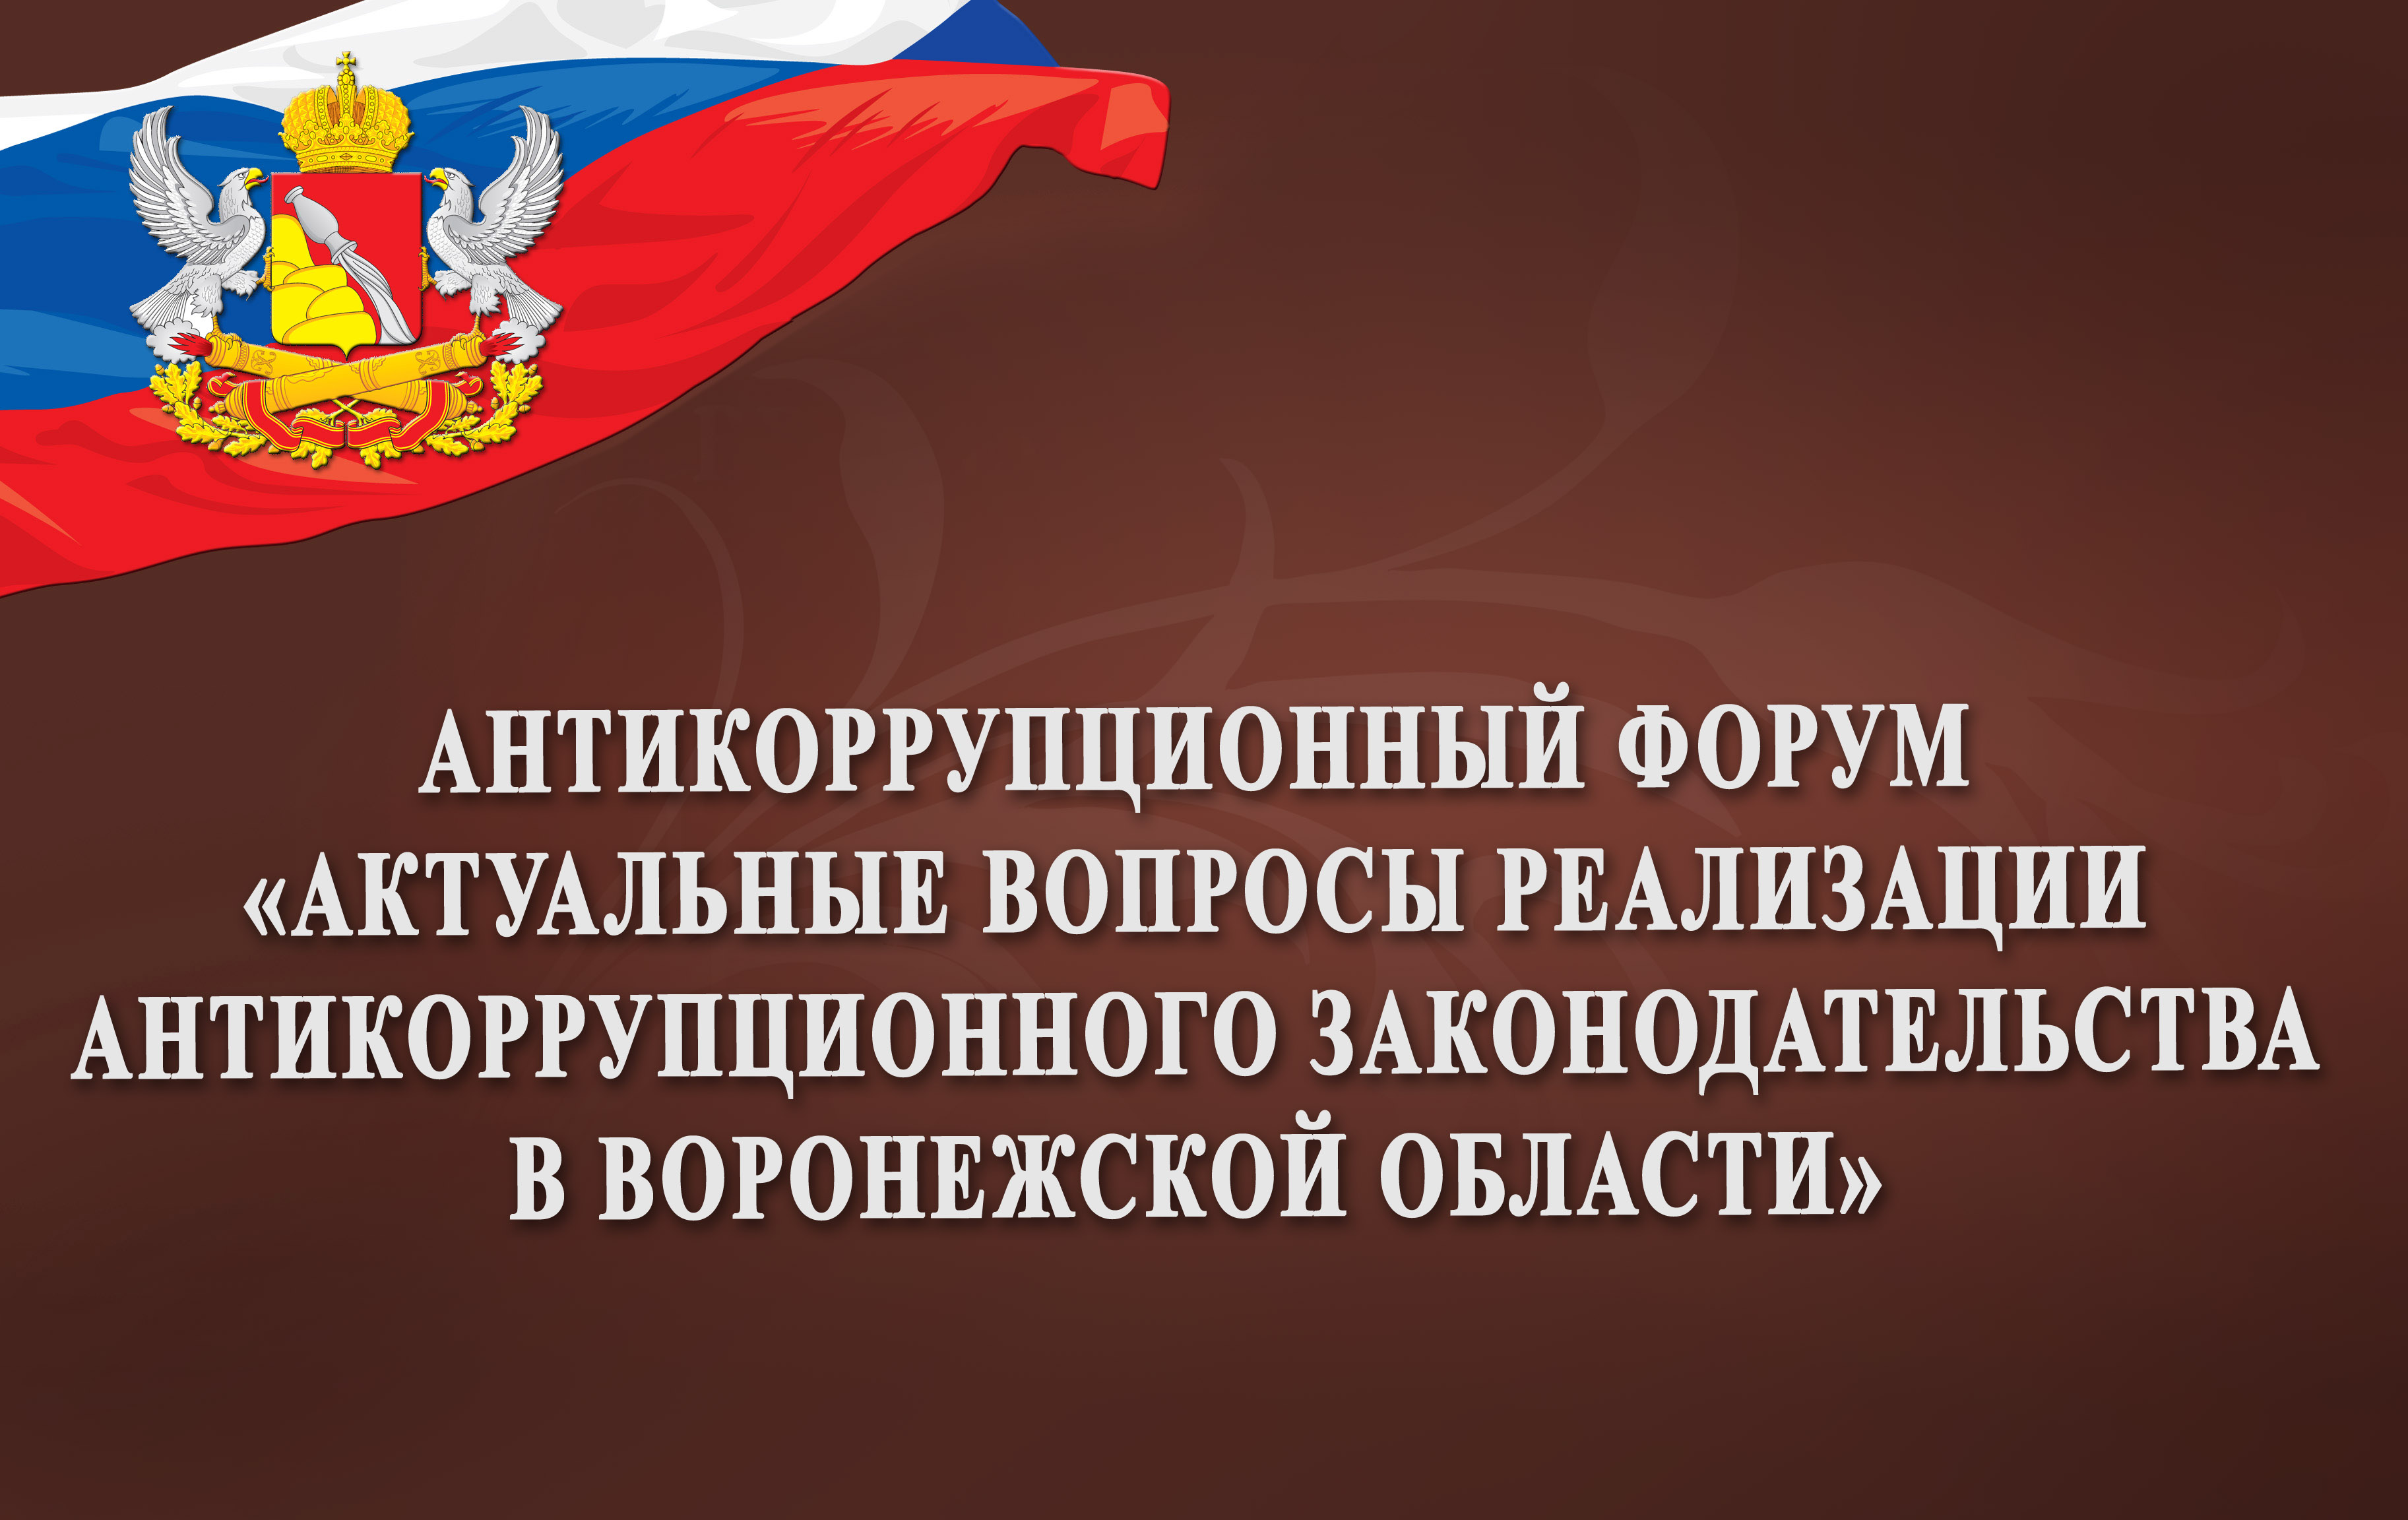 АНТИКОРРУПЦИОННЫЙ ФОРУМ
«АКТУАЛЬНЫЕ ВОПРОСЫ РЕАЛИЗАЦИИ
АНТИКОРРУПЦИОННОГО ЗАКОНОДАТЕЛЬСТВА
В ВОРОНЕЖСКОЙ ОБЛАСТИ»